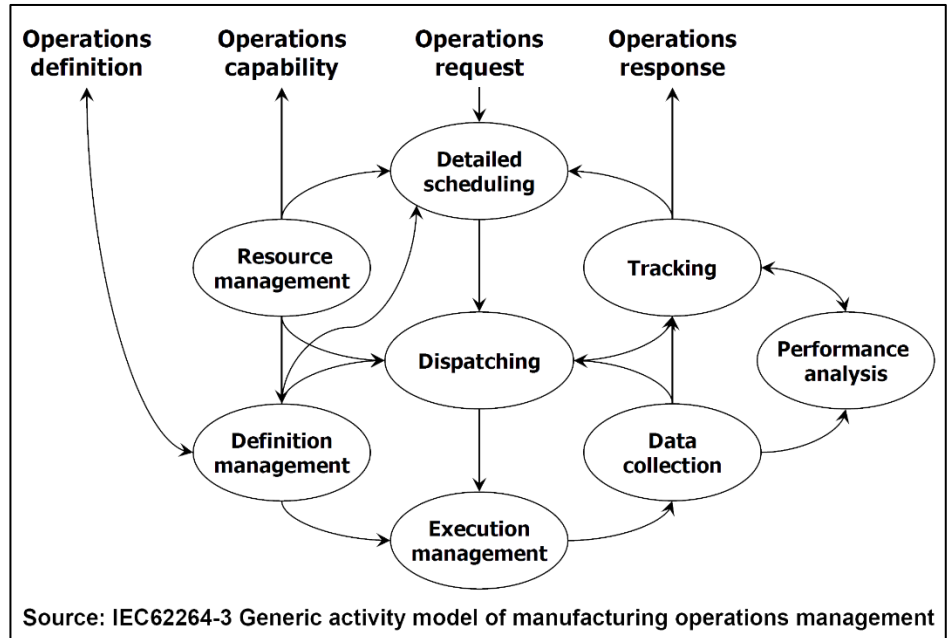 Operations
definition
Operations
capability
Operations
request
Operations
response
Detailed
scheduling
Resource
management
Tracking
Dispatching
Performance
analysis
Definition
management
Data
collection
Execution
management
Source: IEC62264-3 Generic activity model of manufacturing operations management